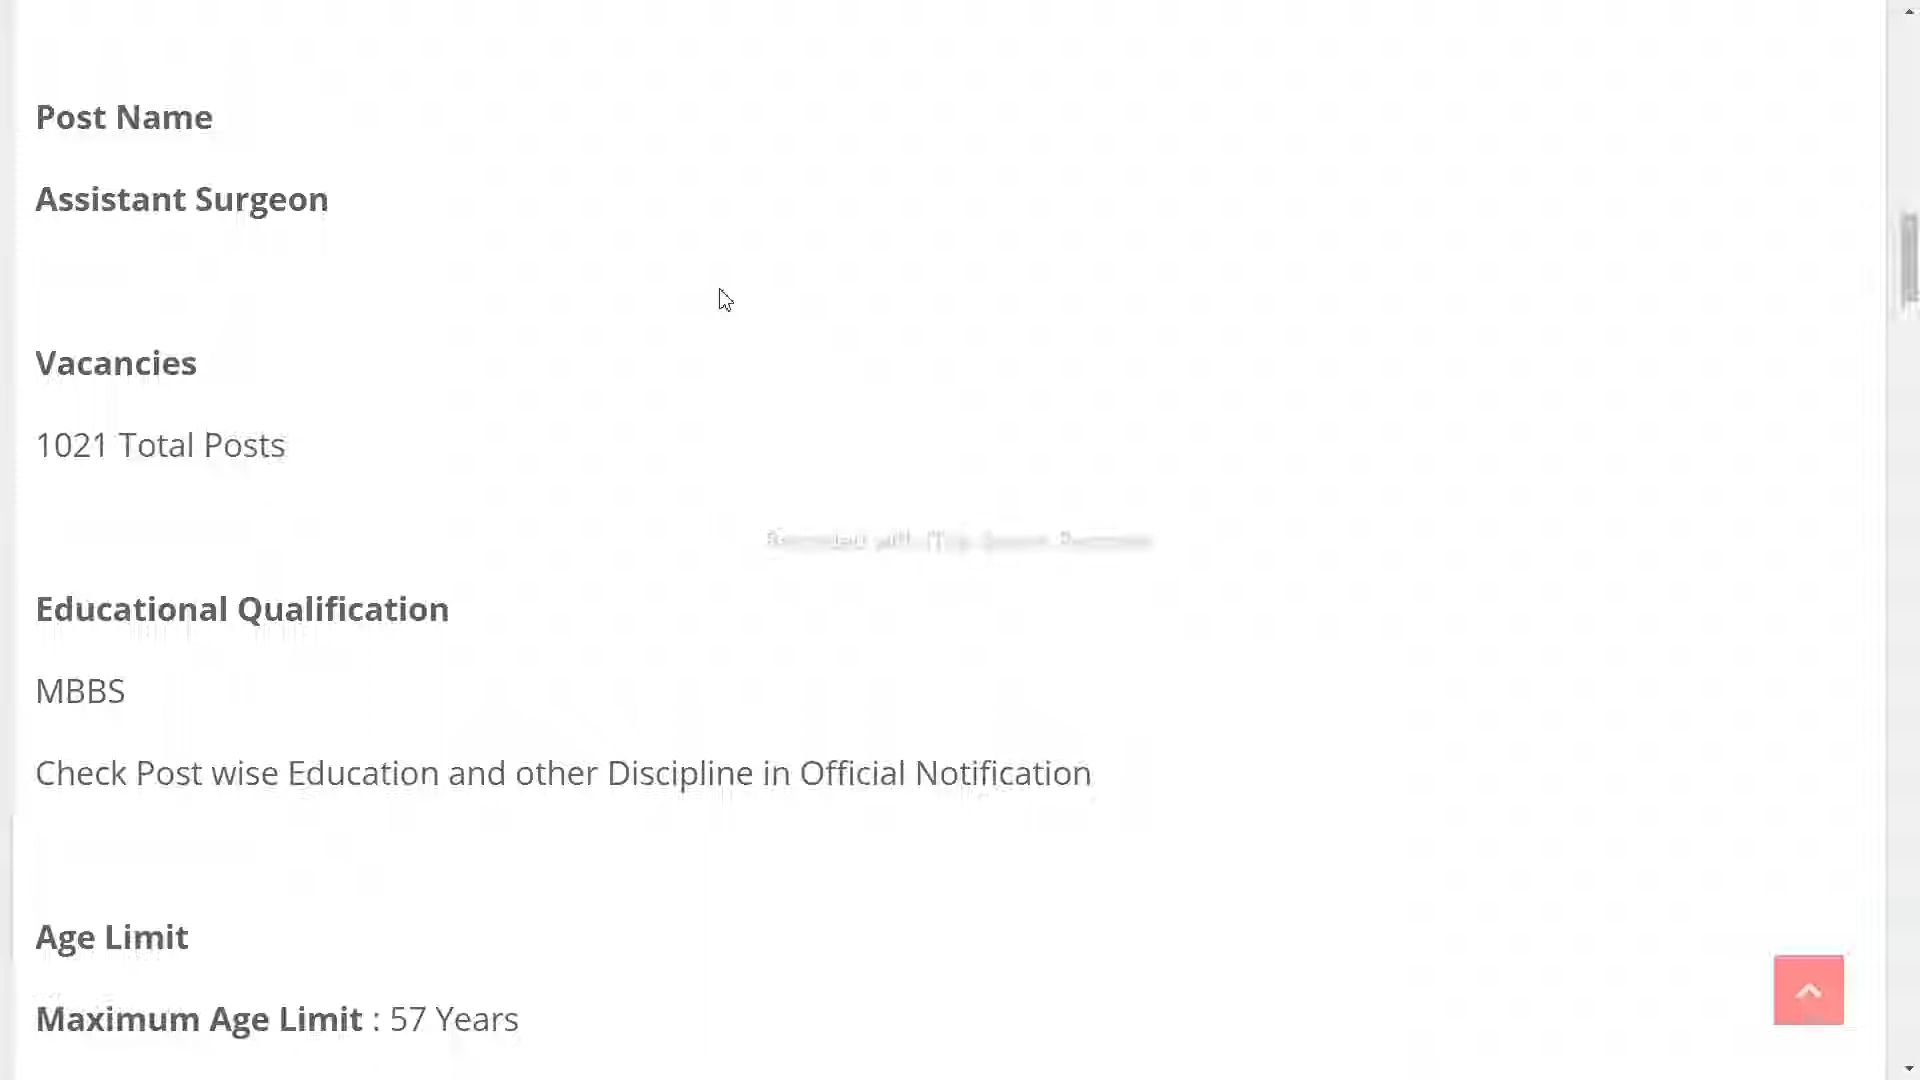 Post Name
Assistant Surgeon
Vacancies
1021 Total Posts
Educational Qualification
MBBS
Check Post wise Education and other Discipline in Official Notification
Age Limit
Maximum Age Limit : 57 Years